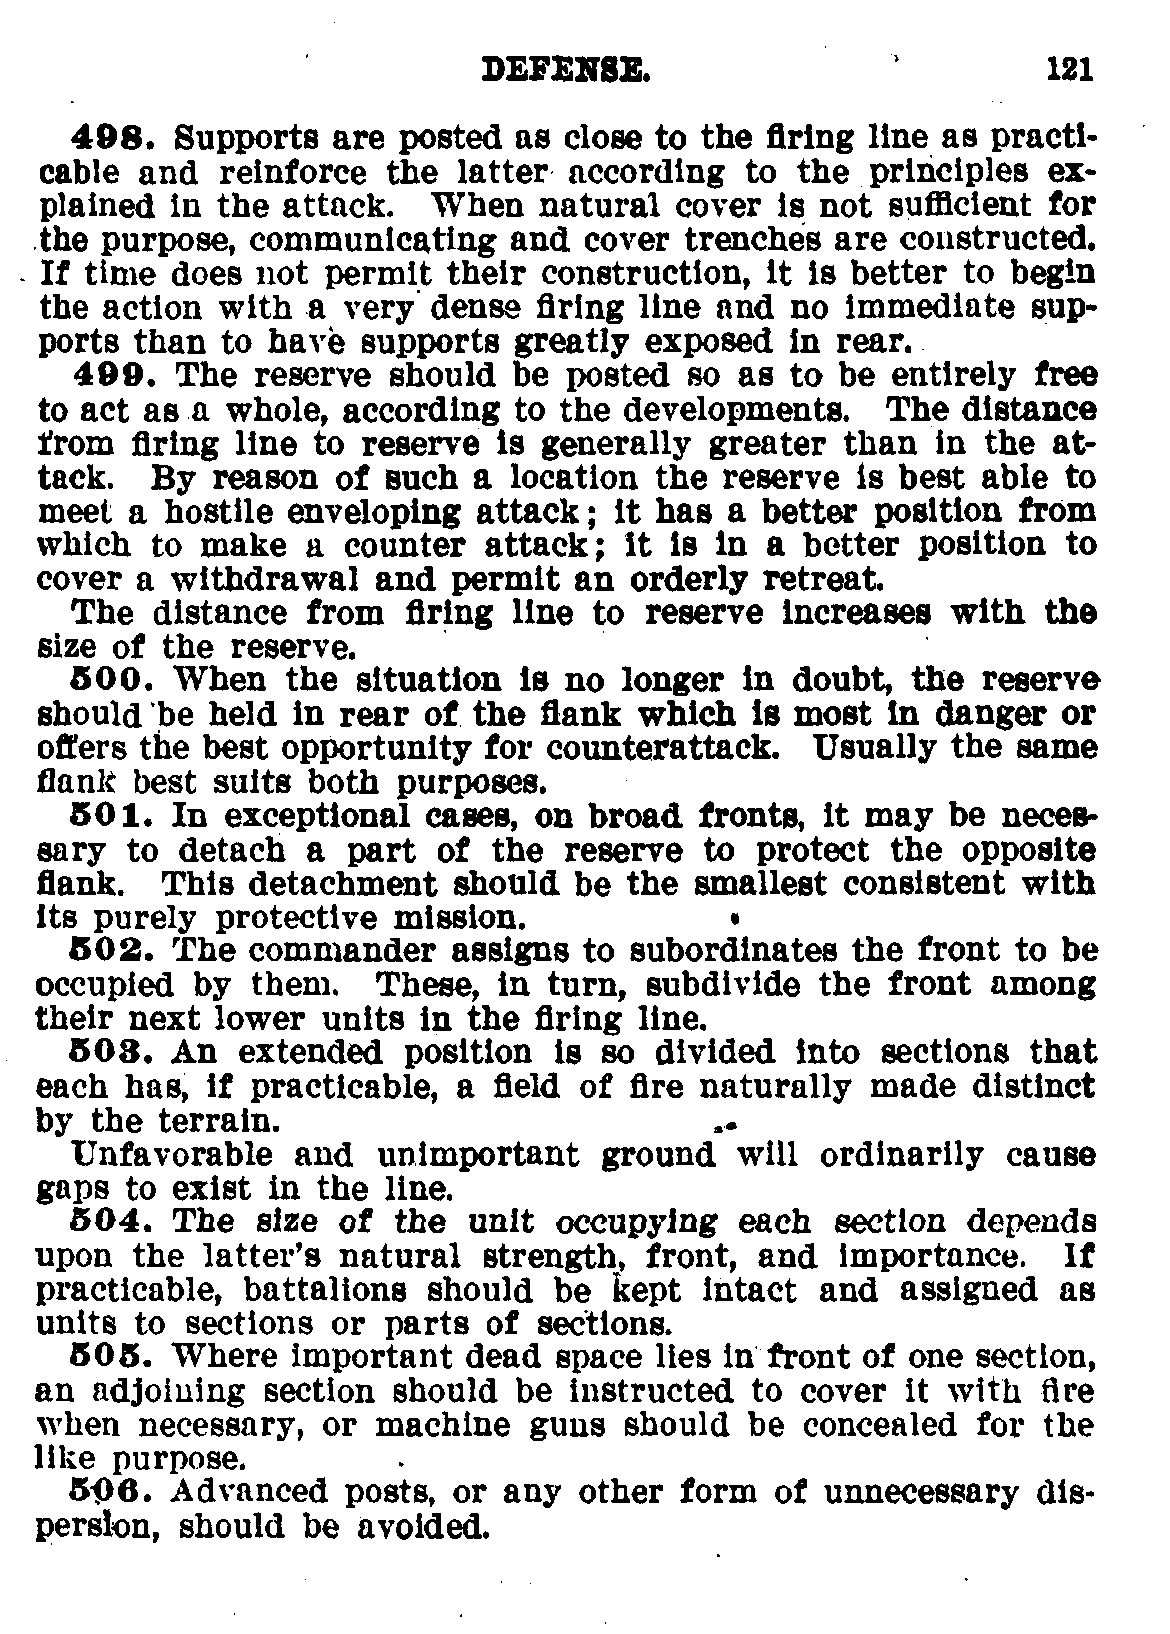 DEFENSE. 121
498. Supports are posted as close to the firing line as practi-
cable and reinforce the latter according to the principles ex-
plained in the attack. When natural cover is not sufficient for
the purpose, communicating and cover trenches are constructed.
If time does not permit their construction, it is better to begin
the action with a very dense firing line and no immediate sup-
ports than to have supports greatly exposed in rear.
499. The reserve should be posted so as to be entirely free
to act as a whole, according to the developments. The distance
from firing line to reserve is generally greater than in the at-
tack. By reason of such a location the reserve is best able to
meet a hostile enveloping attack; it has a better position from
which to make a counter attack; it is in a better position to
cover a withdrawal and permit an orderly retreat.
The distance from firing line to reserve increases with the
size of the reserve.
500. When the situation is no longer in doubt, the reserve
should be held in rear of the flank which is most in danger or
offers the best opportunity for counterattack. Usually the same
flank best suits both purposes.
501. In exceptional cases, on broad fronts, it may be neces-
sary to detach a part of the reserve to protect the opposite
flank. This detachment should be the smallest consistent with
its purely protective mission.
502. The commander assigns to subordinates the front to be
occupied by them. These, in turn, subdivide the front among
their next lower units in the firing line.
503. An extended position is so divided into sections that
each has, if practicable, a field of fire naturally made distinct
by the terrain.
Unfavorable and unimportant ground will ordinarily cause
gaps to exist in the line.
504. The size of the unit occupying each section depends
upon the latter's natural strength, front, and importance. If
practicable, battalions should be kept intact and assigned as
units to sections or parts of sections.
505. Where important dead space lies in front of one section,
an adjoining section should be instructed to cover it with fire
when necessary, or machine guns should be concealed for the
like purpose.
506. Advanced posts, or any other form of unnecessary dis-
persion, should be avoided.